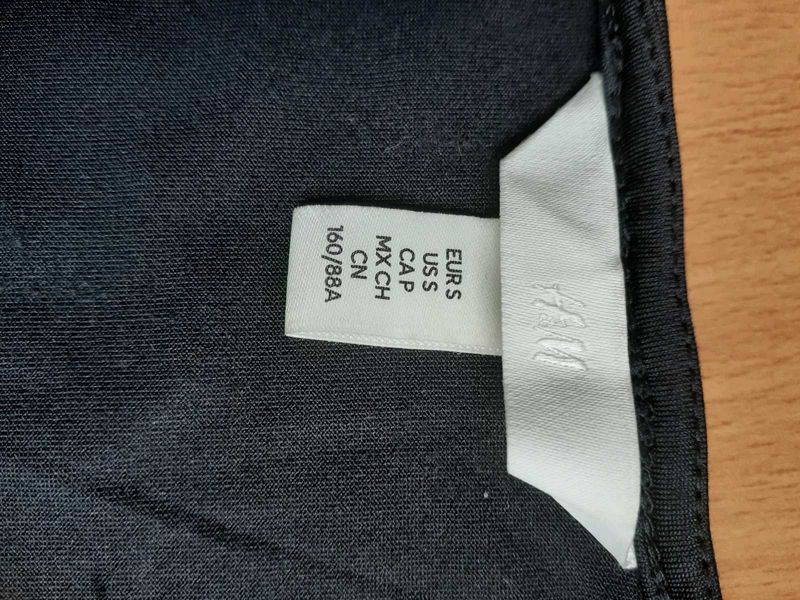 H&M
EUR S
US S
CA P
MX CH
CN
160/88A